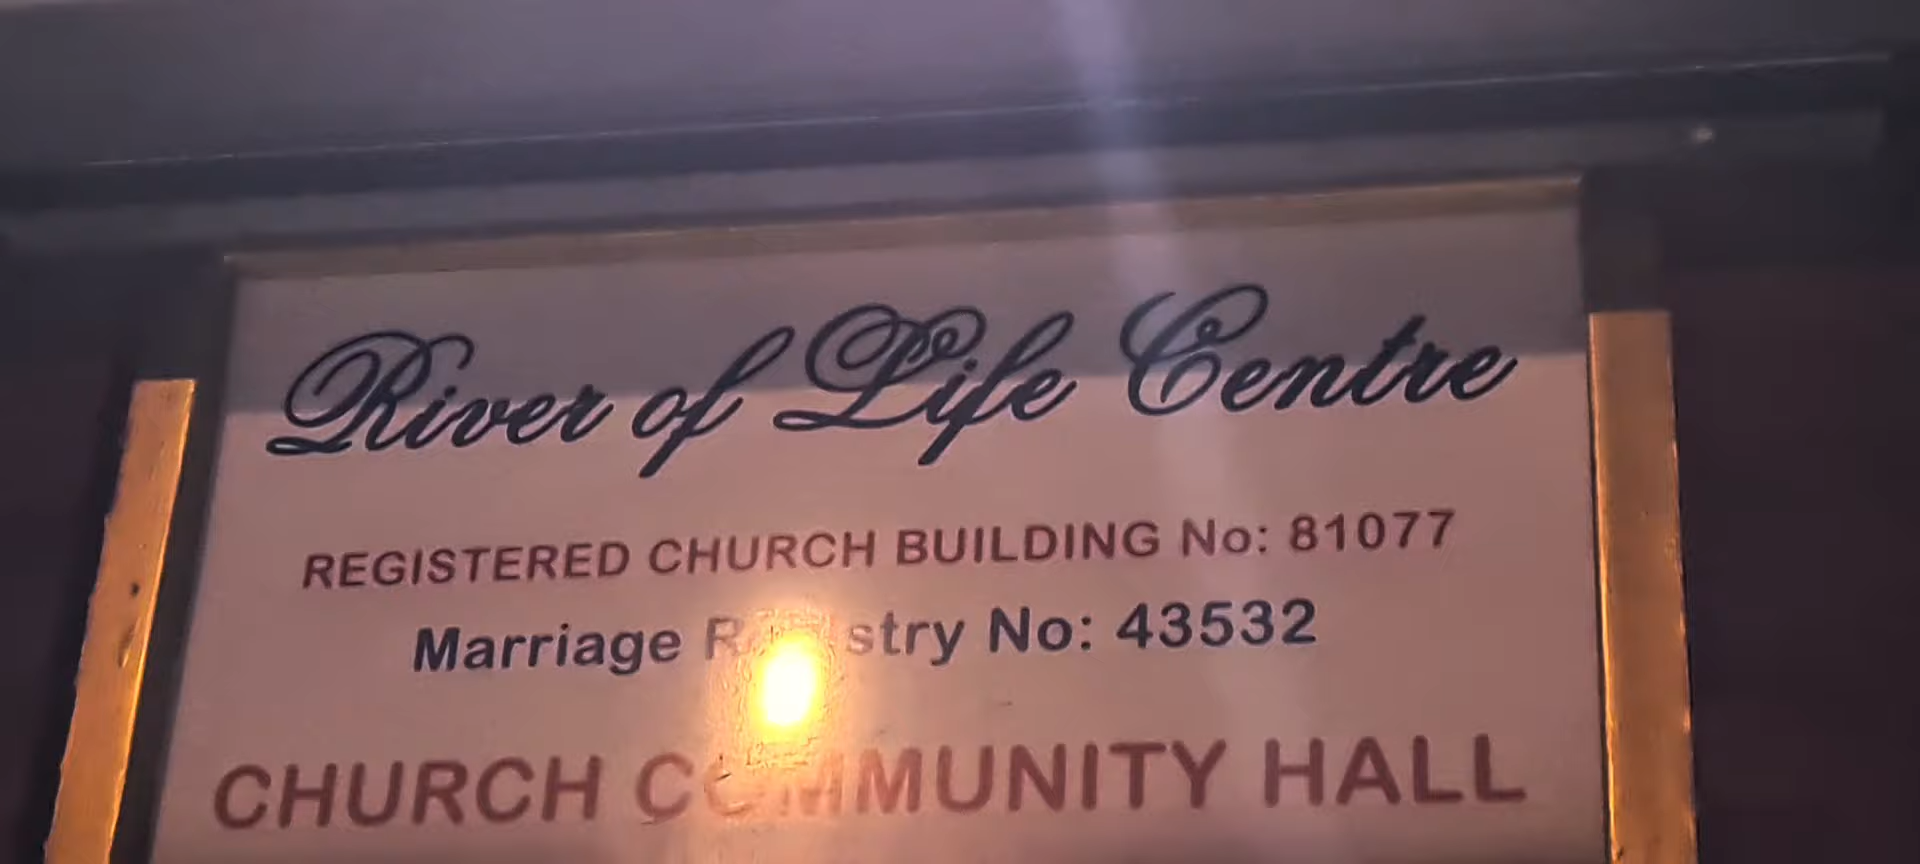 River of Life Centre
REGISTERED CHURCH BUILDING No: 81077
Marriage Registry No: 43532
CHURCH COMMUNITY HALL